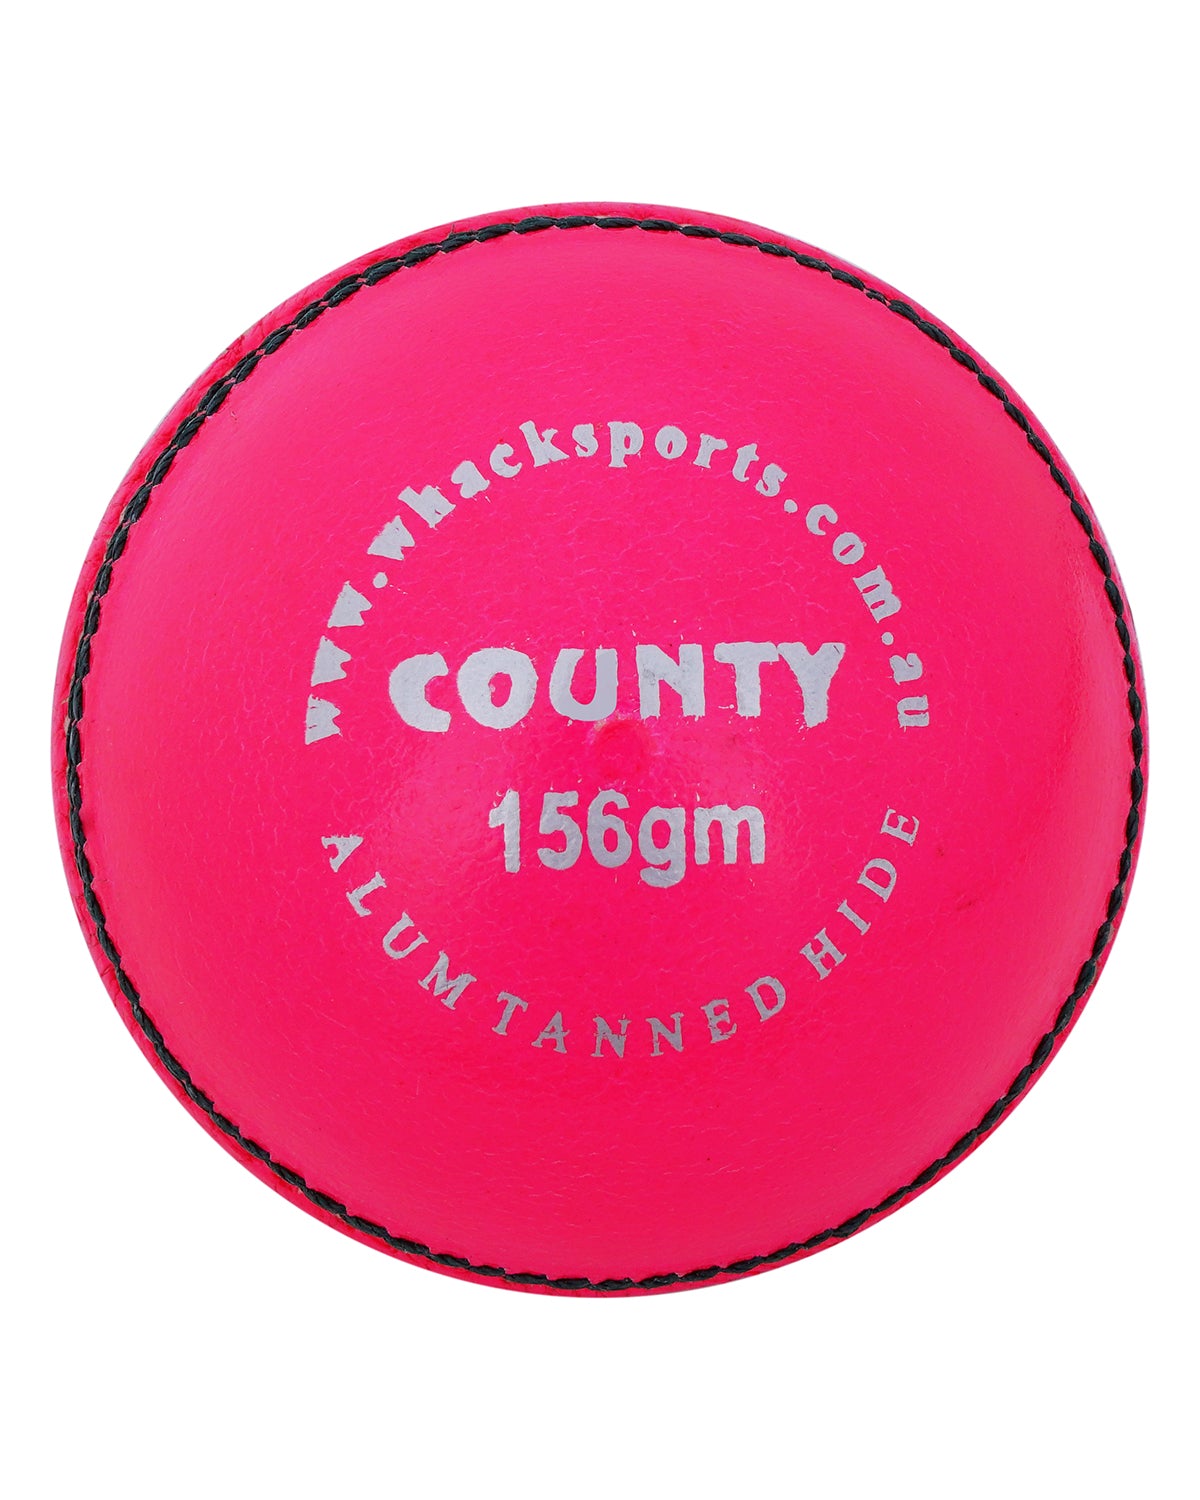 www.whacksports.com.au
COUNTY
156gm
ALUM TANNED HIDE